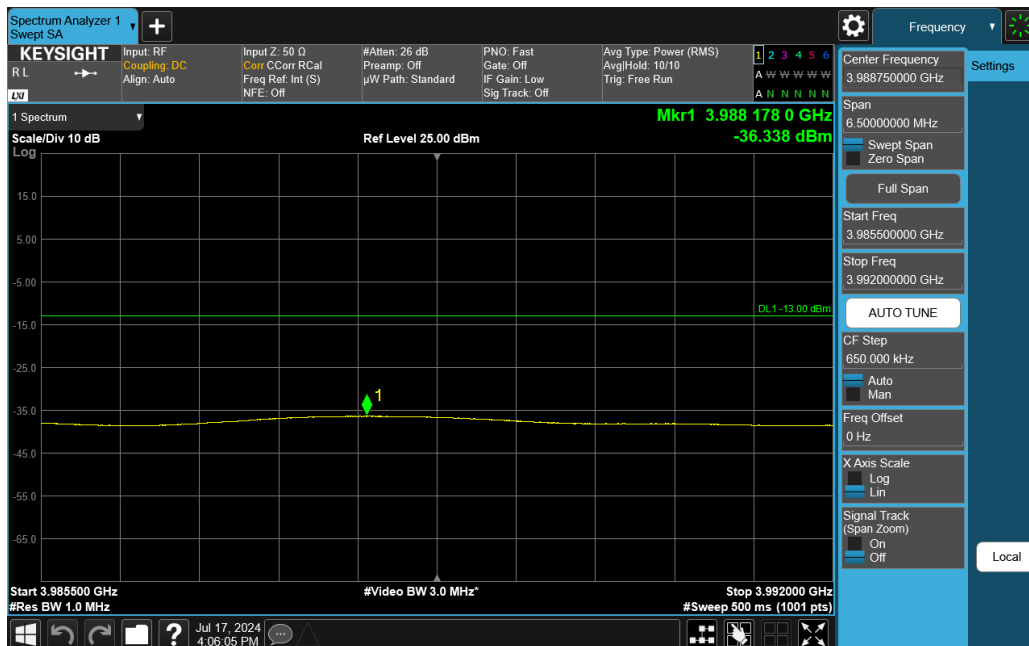 Spectrum Analyzer 1
Swept SA
Frequency
KEYSIGHT
R L
LXI
Input: RF
Coupling: DC
Align: Auto
Input Z: 50 Ω
Corr CCorr RCal
Freq Ref: Int (S)
NFE: Off
#Atten: 26 dB
Preamp: Off
µW Path: Standard
PNO: Fast
Gate: Off
IF Gain: Low
Sig Track: Off
Avg Type: Power (RMS)
Avg|Hold: 10/10
Trig: Free Run
1 2 3 4 5 6
A W W W W W
A N N N N N
1 Spectrum
Mkr1 3.988 178 0 GHz
Scale/Div 10 dB
Ref Level 25.00 dBm
-36.338 dBm
Log
15.0
5.00
-5.00
DL1 -13.00 dBm
-15.0
-25.0
1
-35.0
-45.0
-55.0
-65.0
Start 3.985500 GHz
#Video BW 3.0 MHz*
Stop 3.992000 GHz
#Res BW 1.0 MHz
#Sweep 500 ms (1001 pts)
Center Frequency
3.988750000 GHz
Settings
Span
6.50000000 MHz
Swept Span
Zero Span
Full Span
Start Freq
3.985500000 GHz
Stop Freq
3.992000000 GHz
AUTO TUNE
CF Step
650.000 kHz
Auto
Man
Freq Offset
0 Hz
X Axis Scale
Log
Lin
Signal Track
(Span Zoom)
On
Off
Local
?
Jul 17, 2024
4:06:05 PM